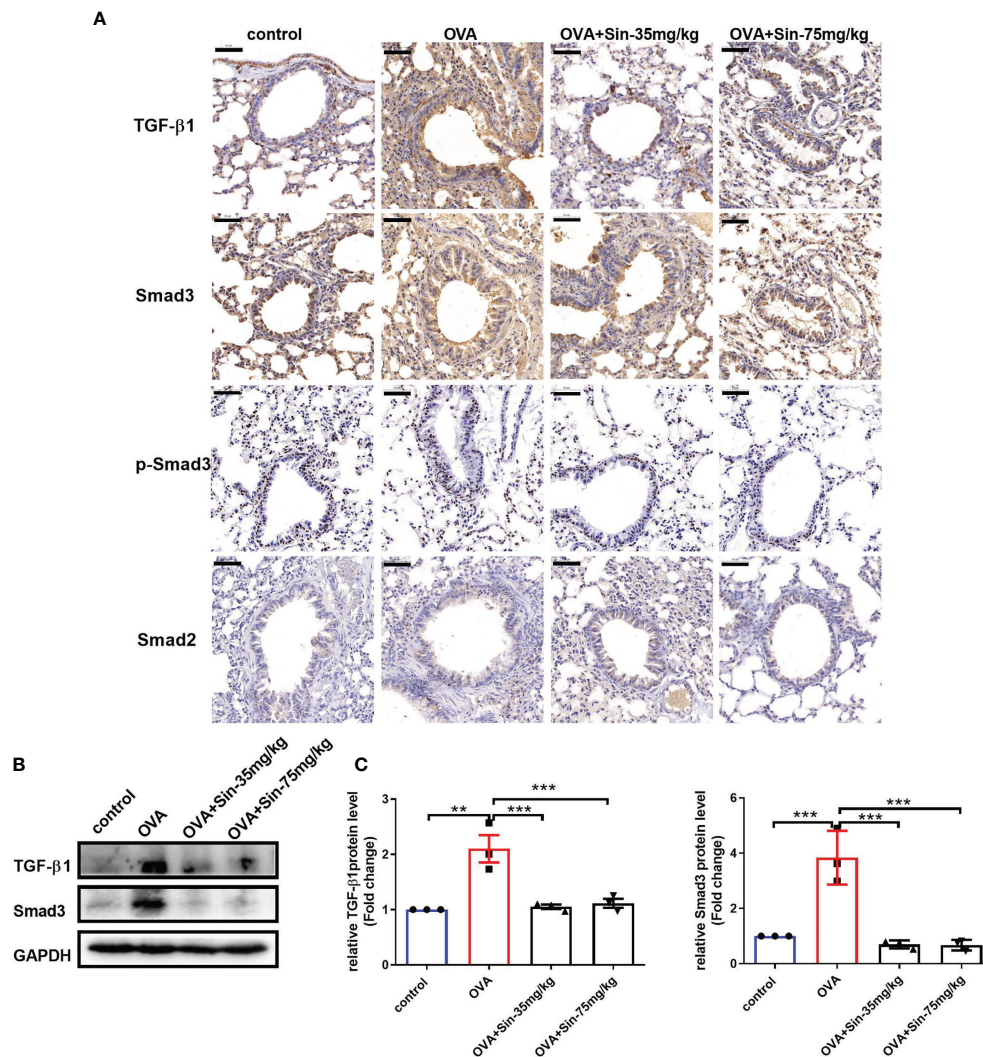 A
control
OVA
OVA+Sin-35mg/kg
OVA+Sin-75mg/kg
TGF-β1
Smad3
p-Smad3
Smad2
B
control
OVA
OVA+Sin-35mg/kg
OVA+Sin-75mg/kg
TGF-β1
Smad3
GAPDH
C
relative TGF-β1protein level
(Fold change)
3
2
1
0
**
***
***
control
OVA
OVA+Sin-35mg/kg
OVA+Sin-75mg/kg
relative Smad3 protein level
(Fold change)
6
4
2
0
***
***
***
control
OVA
OVA+Sin-35mg/kg
OVA+Sin-75mg/kg